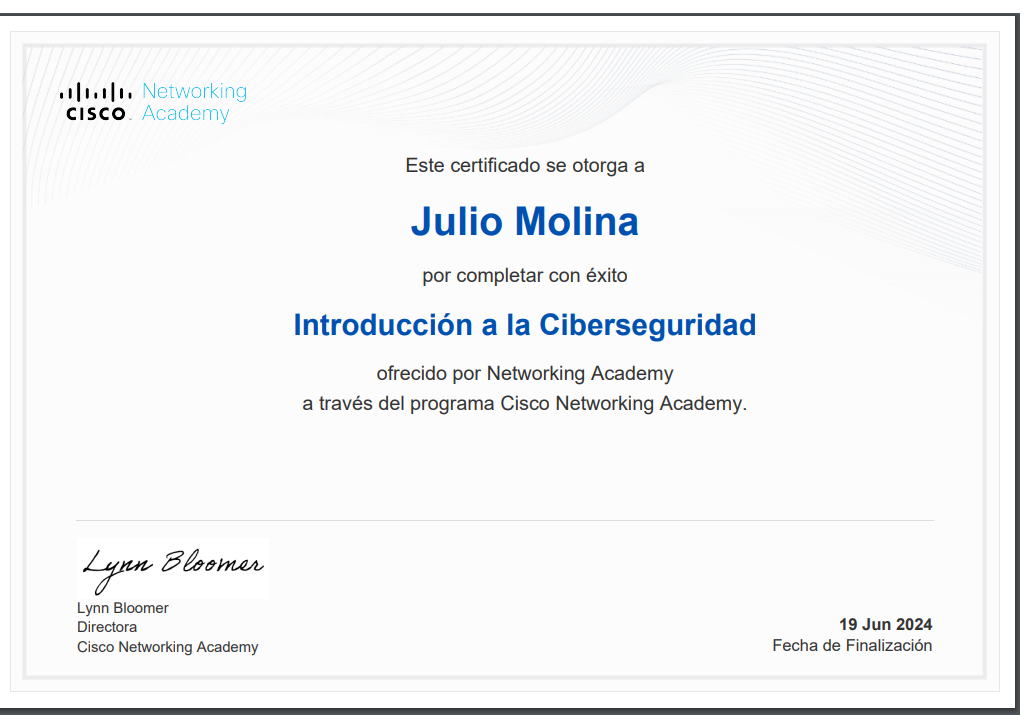 Networking
CISCO Academy
Este certificado se otorga a
Julio Molina
por completar con éxito
Introducción a la Ciberseguridad
ofrecido por Networking Academy
a través del programa Cisco Networking Academy.
Lynn Bloomer
Lynn Bloomer
Directora
Cisco Networking Academy
19 Jun 2024
Fecha de Finalización